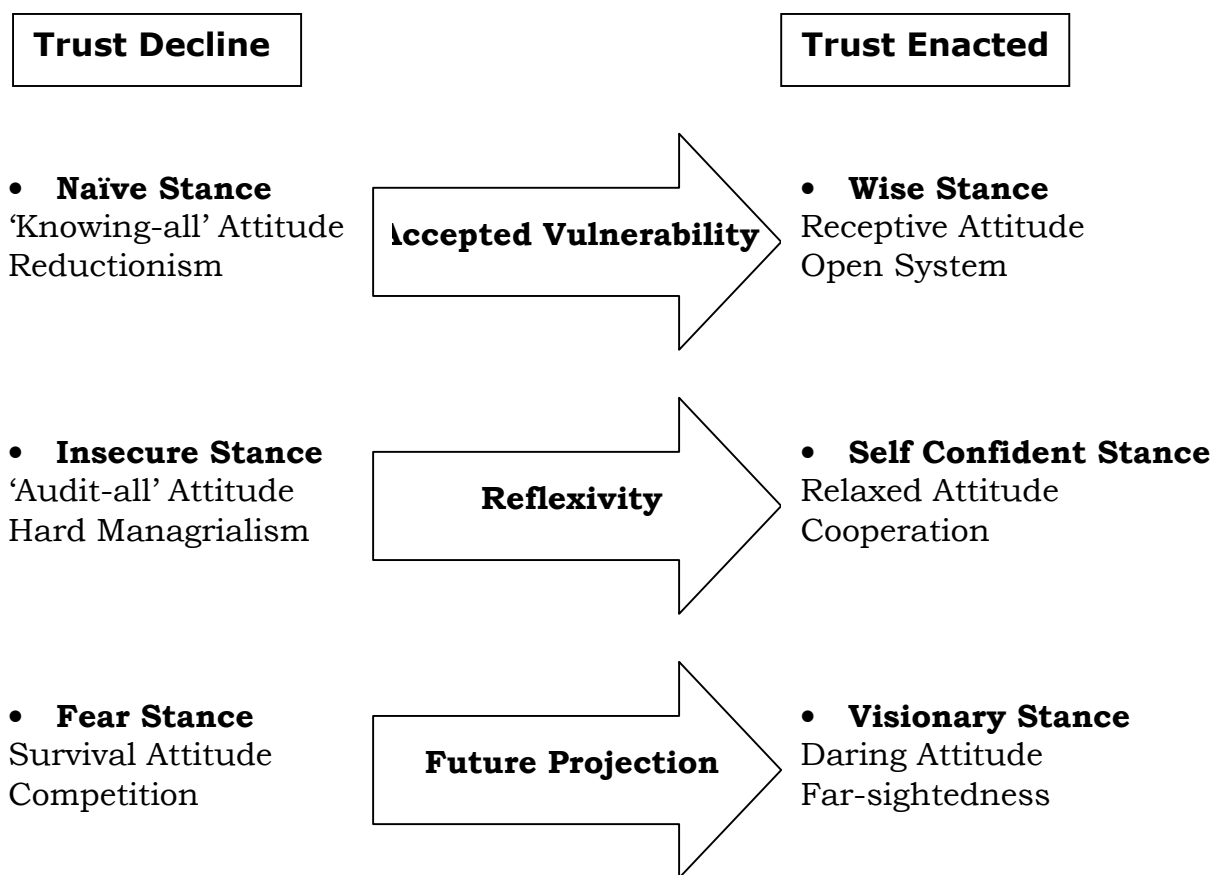 Trust Decline
Trust Enacted
• Naïve Stance
‘Knowing-all’ Attitude
Reductionism
Accepted Vulnerability
• Wise Stance
Receptive Attitude
Open System
• Insecure Stance
‘Audit-all’ Attitude
Hard Managrialism
Reflexivity
• Self Confident Stance
Relaxed Attitude
Cooperation
• Fear Stance
Survival Attitude
Competition
Future Projection
• Visionary Stance
Daring Attitude
Far-sightedness